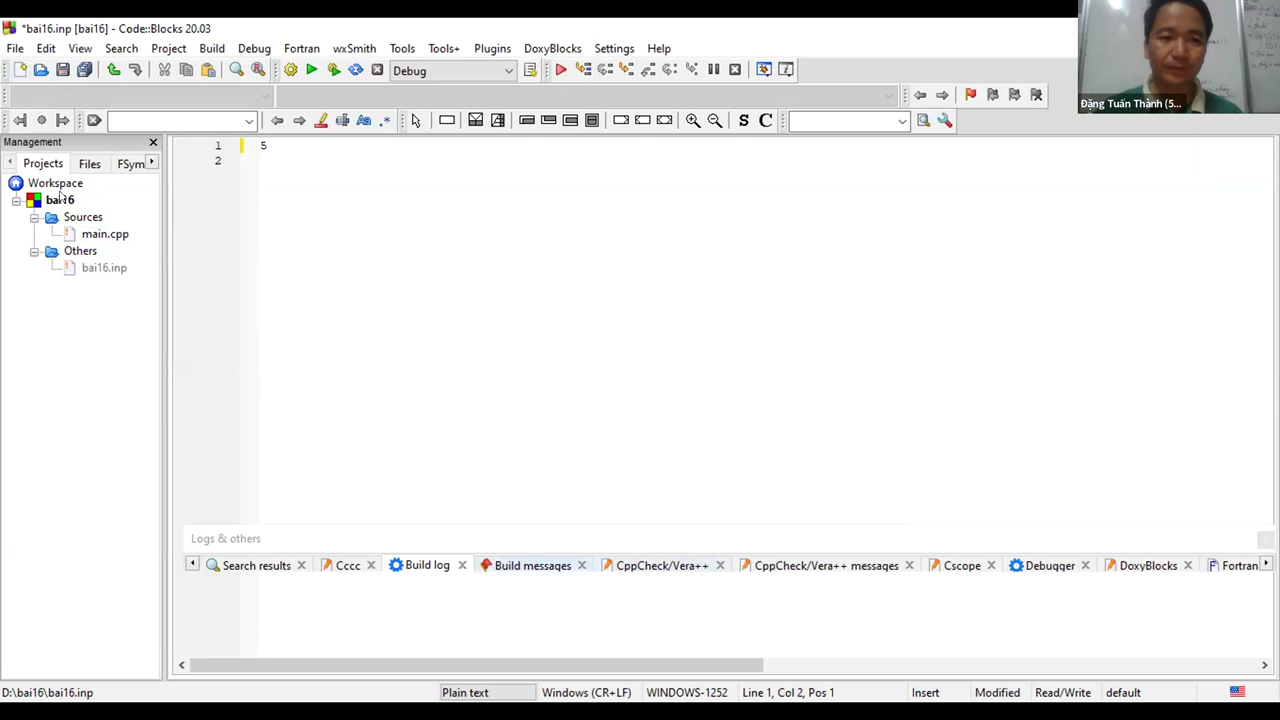 *bai16.inp [bai16] - Code::Blocks 20.03
File Edit View Search Project Build Debug Fortran wxSmith Tools Tools+ Plugins DoxyBlocks Settings Help
Debug
Đặng Tuấn Thành (5...
S C
Management
Projects Files FSym
Workspace
bai16
Sources
main.cpp
Others
bai16.inp
1 5
2
Logs & others
Search results Cccc Build log Build messages CppCheck/Vera++ CppCheck/Vera++ messages Cscope Debugger DoxyBlocks Fortran
D:\bai16\bai16.inp Plain text Windows (CR+LF) WINDOWS-1252 Line 1, Col 2, Pos 1 Insert Modified Read/Write default